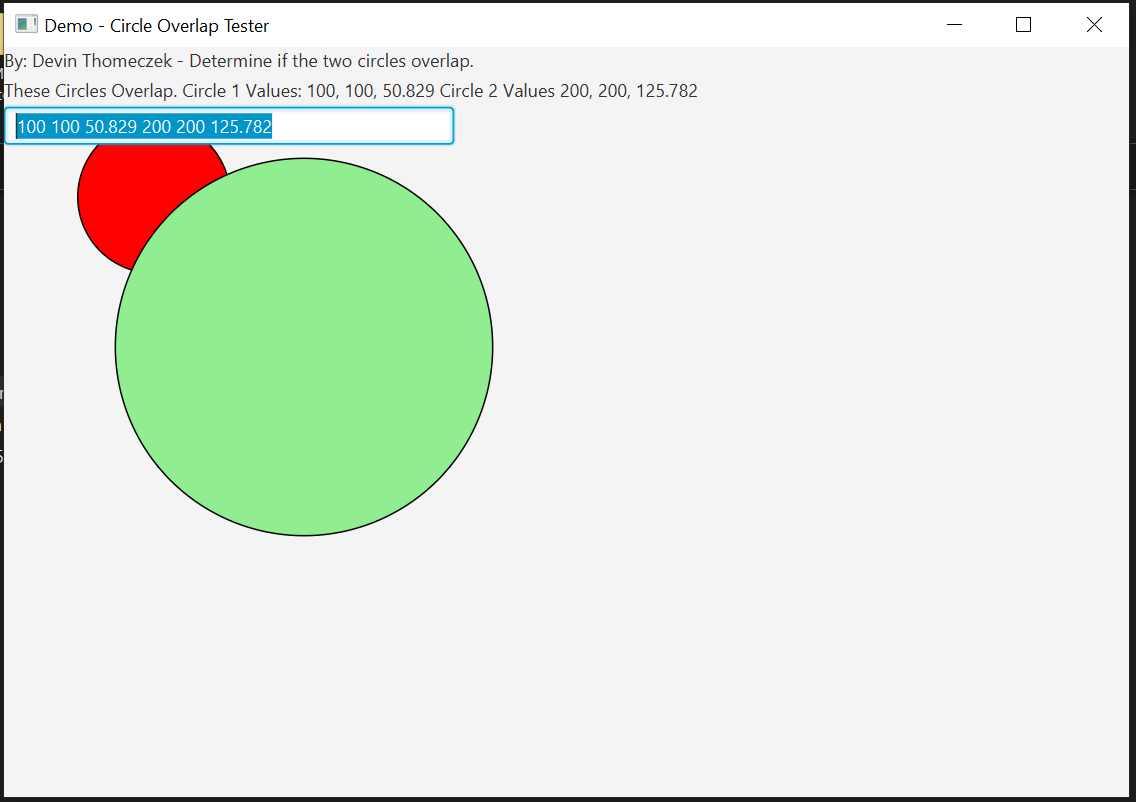 Demo - Circle Overlap Tester
By: Devin Thomeczek - Determine if the two circles overlap.
These Circles Overlap. Circle 1 Values: 100, 100, 50.829 Circle 2 Values 200, 200, 125.782
100 100 50.829 200 200 125.782